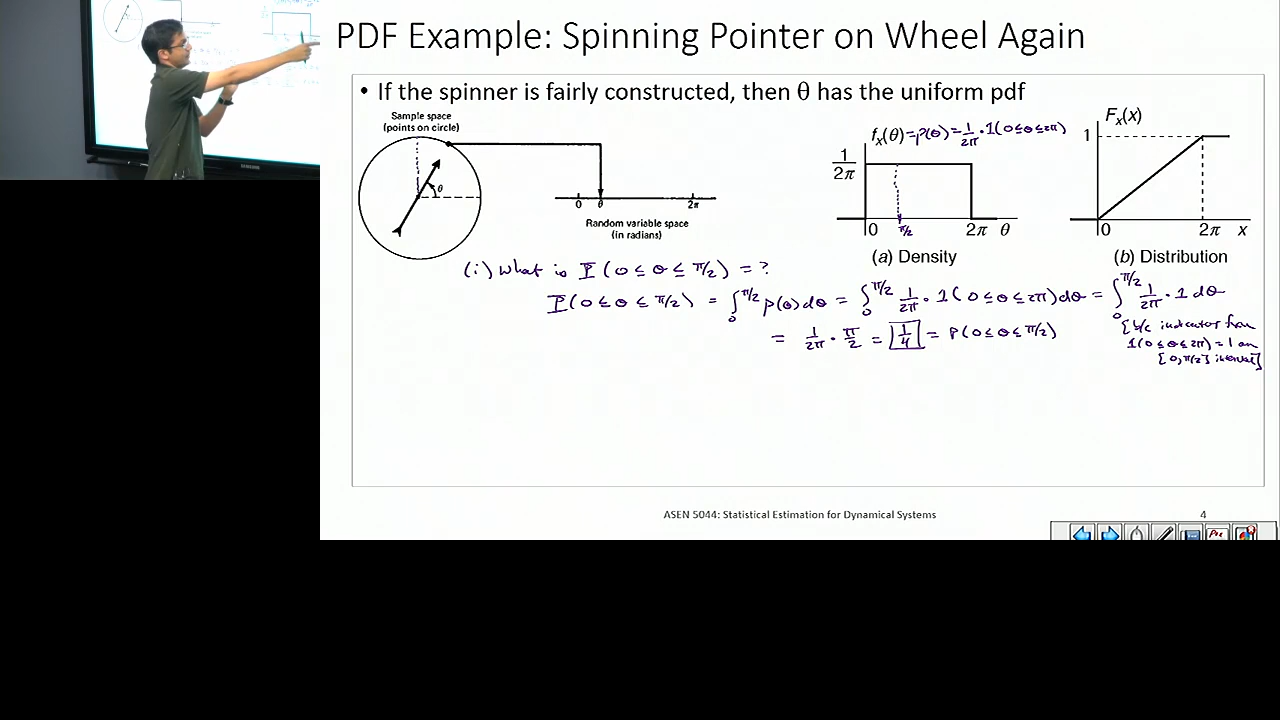 PDF Example: Spinning Pointer on Wheel Again
• If the spinner is fairly constructed, then θ has the uniform pdf
Sample space
(points on circle)
θ
0 θ 2π
Random variable space
(in radians)
f_x(θ) = p(θ) = 1/2π · 1(0 ≤ θ ≤ 2π)
1/2π
0 π/2 2π θ
(a) Density
F_x(x)
1
0 2π x
(b) Distribution
(i) What is P(0 ≤ θ ≤ π/2) = ?
P(0 ≤ θ ≤ π/2) = ∫₀^π/2 p(θ)dθ = ∫₀^π/2 1/2π · 1(0 ≤ θ ≤ 2π)dθ = ∫₀^π/2 1/2π · 1 dθ
= 1/2π · π/2 = 1/4 = P(0 ≤ θ ≤ π/2)
[b/c indicator fxn
1(0 ≤ θ ≤ 2π) = 1 on
[0, π/2] interval]
ASEN 5044: Statistical Estimation for Dynamical Systems
4